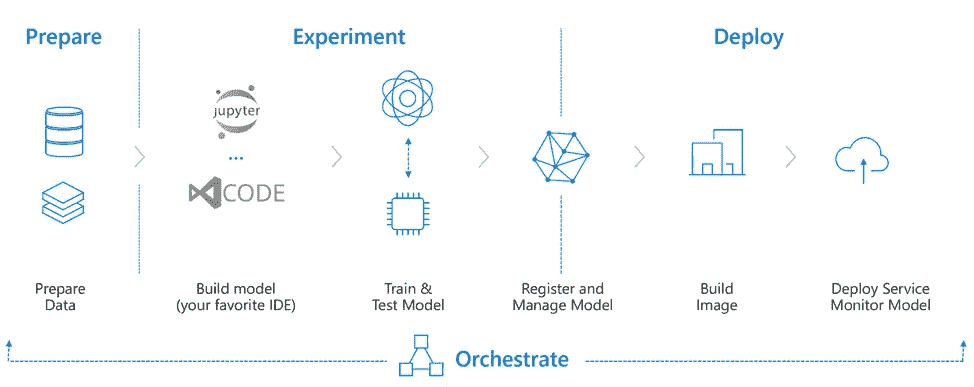 Prepare
Experiment
Deploy
jupyter
...
CODE
Prepare
Data
Build model
(your favorite IDE)
Train &
Test Model
Register and
Manage Model
Build
Image
Deploy Service
Monitor Model
Orchestrate